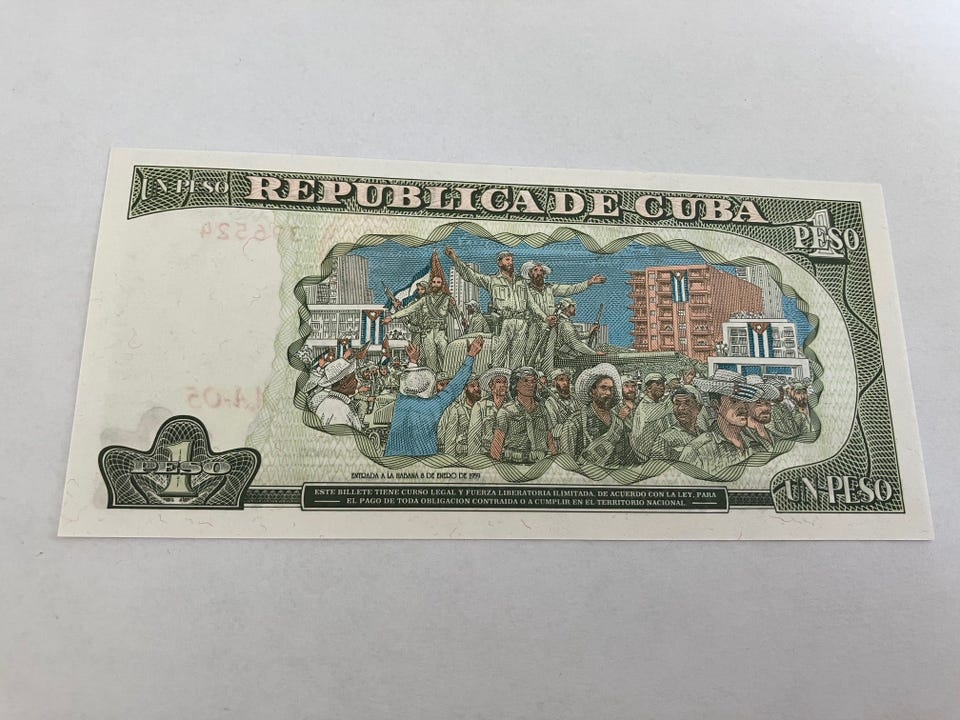 UN PESO
REPUBLICA DE CUBA
1
PESO
1
PESO
ENTRADA A LA HABANA 8 DE ENERO DE 1959
ESTE BILLETE TIENE CURSO LEGAL Y FUERZA LIBERATORIA ILIMITADA, DE ACUERDO CON LA LEY, PARA
EL PAGO DE TODA OBLIGACION CONTRAIDA O A CUMPLIR EN EL TERRITORIO NACIONAL
UN PESO